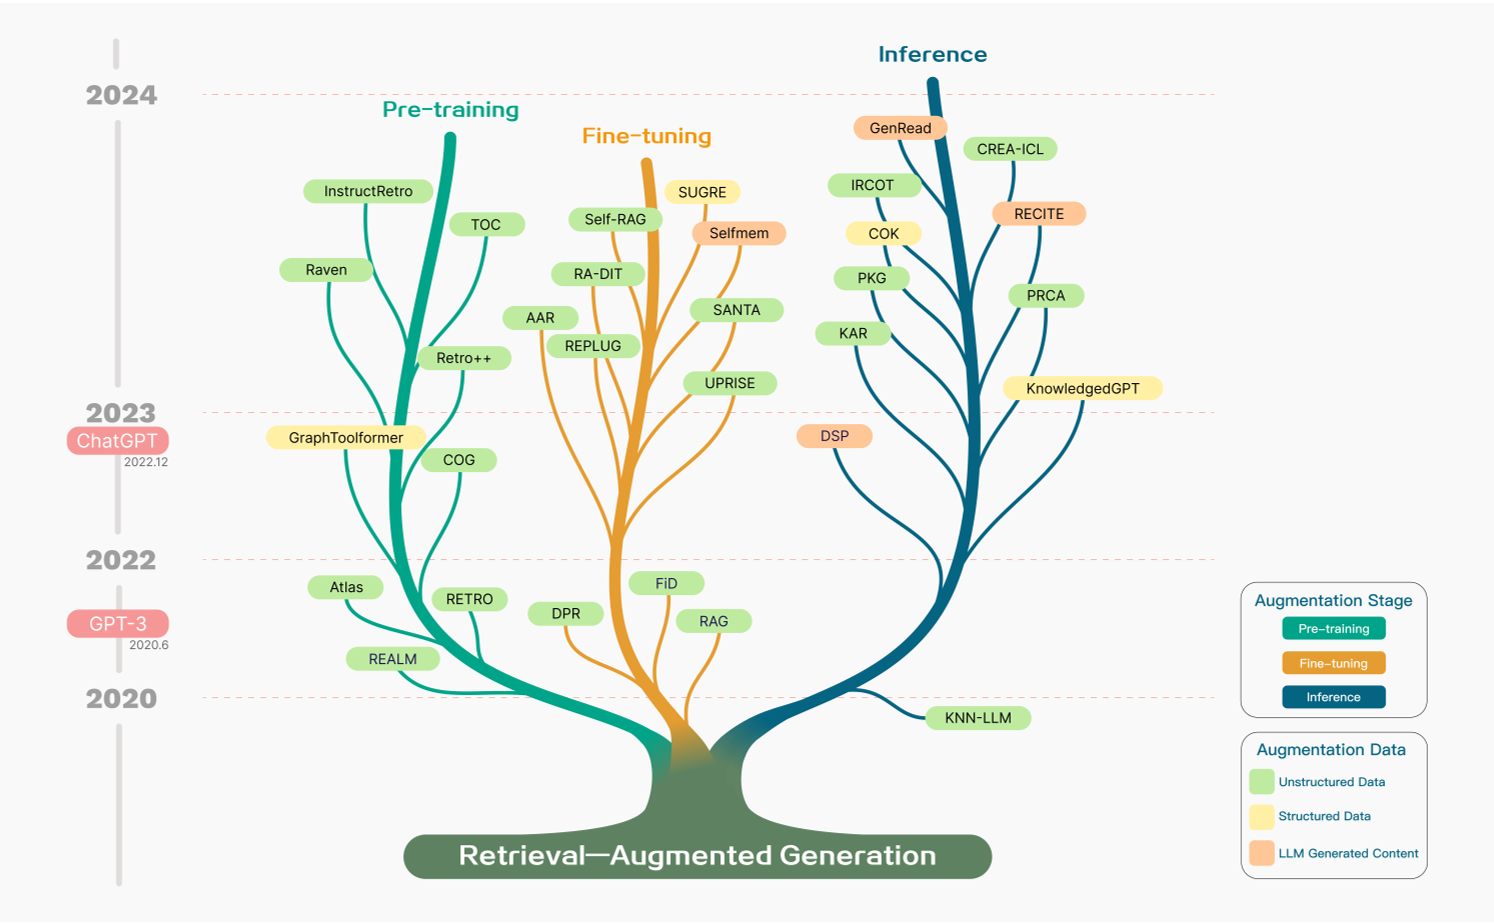 Inference
2024
Pre-training
GenRead
Fine-tuning
CREA-ICL
IRCOT
InstructRetro
SUGRE
RECITE
Self-RAG
TOC
COK
Selfmem
Raven
RA-DIT
PKG
PRCA
SANTA
AAR
KAR
REPLUG
Retro++
UPRISE
KnowledgedGPT
2023
ChatGPT
2022.12
GraphToolformer
DSP
COG
2022
Atlas
FiD
RETRO
DPR
RAG
GPT-3
2020.6
REALM
2020
KNN-LLM
Augmentation Stage
Pre-training
Fine-tuning
Inference
Augmentation Data
Unstructured Data
Structured Data
LLM Generated Content
Retrieval—Augmented Generation